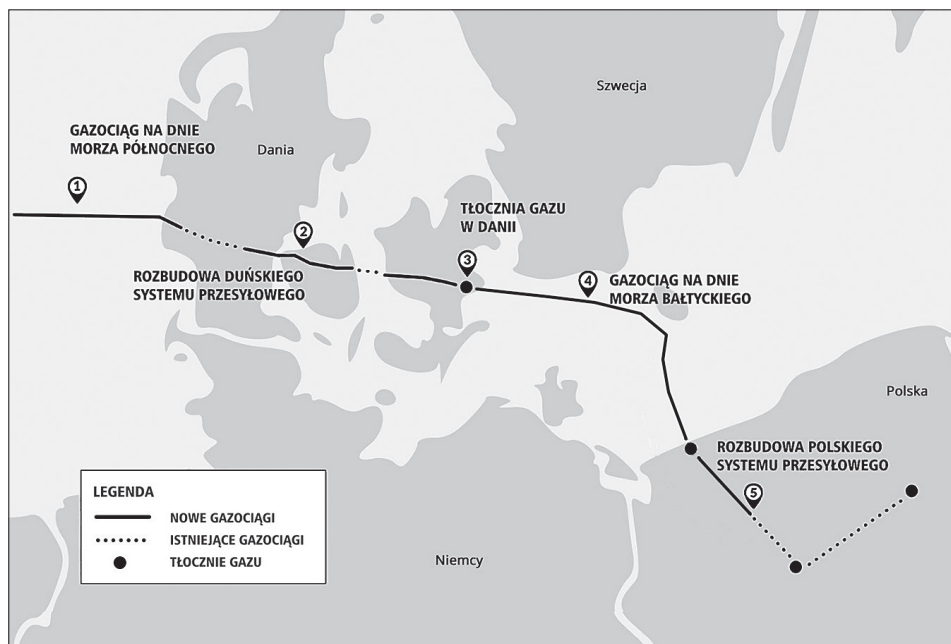 Szwecja
GAZOCIĄG NA DNIE
MORZA PÓŁNOCNEGO
Dania
1
TŁOCZNIA GAZU
W DANII
2
3
ROZBUDOWA DUŃSKIEGO
SYSTEMU PRZESYŁOWEGO
4
GAZOCIĄG NA DNIE
MORZA BAŁTYCKIEGO
Polska
ROZBUDOWA POLSKIEGO
SYSTEMU PRZESYŁOWEGO
5
LEGENDA
NOWE GAZOCIĄGI
ISTNIEJĄCE GAZOCIĄGI
TŁOCZNIE GAZU
Niemcy